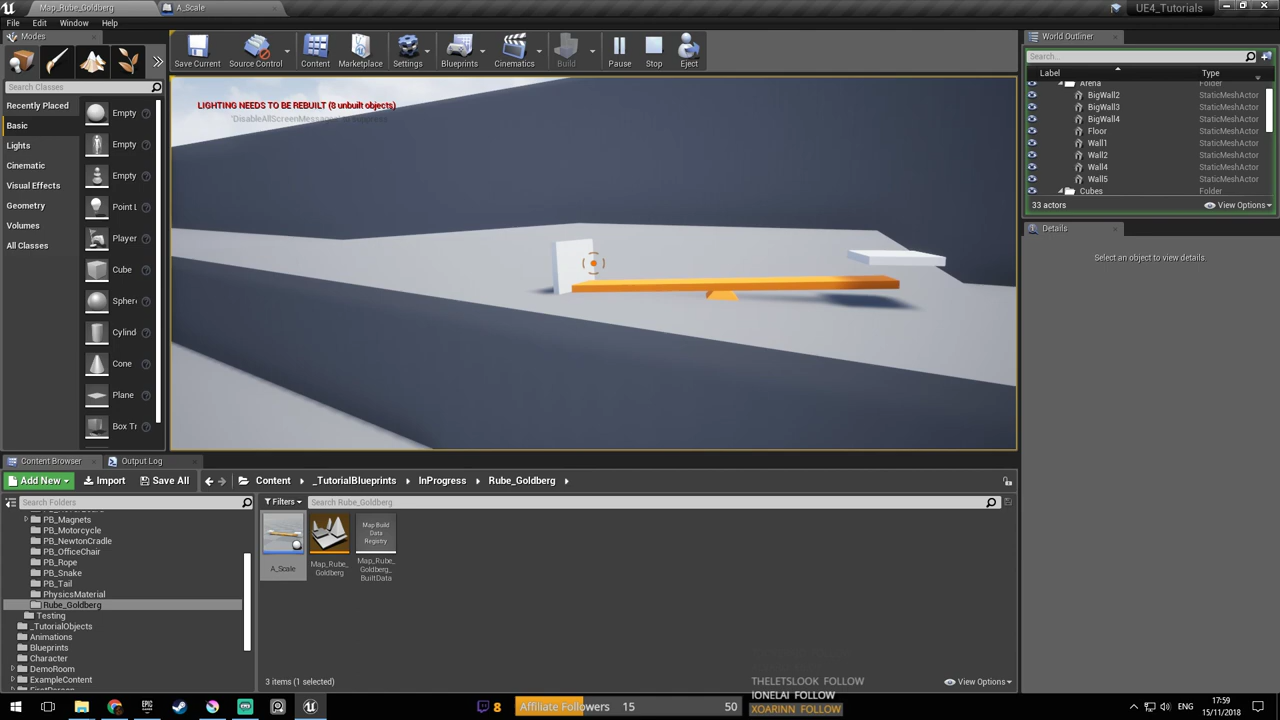 Map_Rube_Goldberg
A_Scale
UE4_Tutorials
File Edit Window Help
Modes
Search Classes
Recently Placed
Basic
Lights
Cinematic
Visual Effects
Geometry
Volumes
All Classes
Empty
Empty
Empty
Point L
Player
Cube
Spher
Cylind
Cone
Plane
Box Tr
Save Current
Source Control
Content
Marketplace
Settings
Blueprints
Cinematics
Build
Pause
Stop
Eject
LIGHTING NEEDS TO BE REBUILT (8 unbuilt objects)
World Outliner
Search...
Label Type
Arena Folder
BigWall2 StaticMeshActor
BigWall3 StaticMeshActor
BigWall4 StaticMeshActor
Floor StaticMeshActor
Wall1 StaticMeshActor
Wall2 StaticMeshActor
Wall4 StaticMeshActor
Wall5 StaticMeshActor
Cubes Folder
33 actors
View Options
Details
Select an object to view details.
Content Browser
Output Log
Add New
Import
Save All
Content
_TutorialBlueprints
InProgress
Rube_Goldberg
Search Folders
PB_Magnets
PB_Motorcycle
PB_NewtonCradle
PB_OfficeChair
PB_Rope
PB_Snake
PB_Tail
PhysicsMaterial
Rube_Goldberg
Testing
_TutorialObjects
Animations
Blueprints
Character
DemoRoom
ExampleContent
Filters
Search Rube_Goldberg
A_Scale
Map_Rube_
Goldberg
Map Build
Data
Registry
Map_Rube_
Goldberg_
BuiltData
3 items (1 selected)
View Options
THELETSLOOK FOLLOW
IONELAI FOLLOW
XOARINN FOLLOW
8
Affiliate Followers 15 50
ENG
17:59
15/11/2018